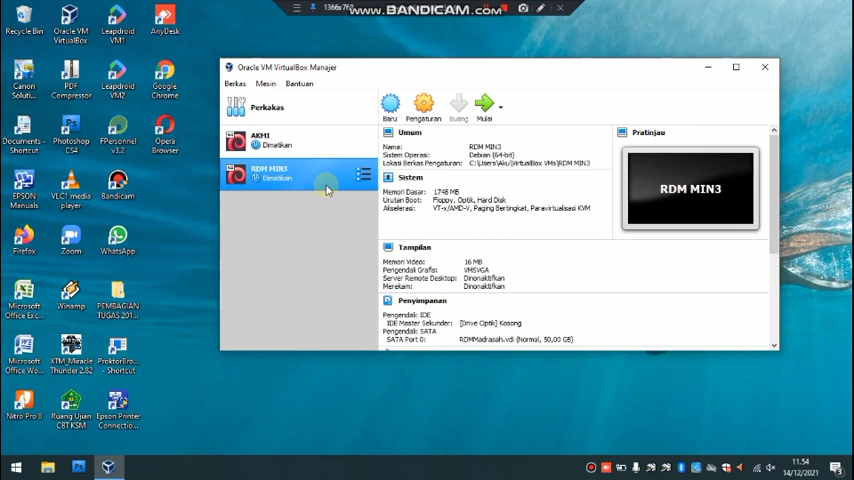 1366x768
www.BANDICAM.com
Recycle Bin
Oracle VM
VirtualBox
Leapdroid
VM1
AnyDesk
Canon
Soluti...
PDF
Compressor
Leapdroid
VM2
Google
Chrome
Documents -
Shortcut
Photoshop
CS4
FPersonnel
v3.2
Opera
Browser
EPSON
Manuals
VLC1 media
player
Bandicam
Firefox
Zoom
WhatsApp
Microsoft
Office Exc...
Winamp
PEMBAGIAN
TUGAS 201...
Microsoft
Office Wo...
XTM_Miracle
Thunder 2.82
ProktorBro...
- Shortcut
Nitro Pro 8
Ruang Ujian
CBT KSM
Epson Printer
Connectio...
Oracle VM VirtualBox Manajer
Berkas Mesin Bantuan
Perkakas
AKMI
Dimatikan
RDM MIN3
Dimatikan
Baru Pengaturan Buang Mulai
Umum
Nama: RDM MIN3
Sistem Operasi: Debian (64-bit)
Lokasi Berkas Pengaturan: C:\Users\Aku\VirtualBox VMs\RDM MIN3
Sistem
Memori Dasar: 1748 MB
Urutan Boot: Floppy, Optik, Hard Disk
Akselerasi: VT-x/AMD-V, Paging Bertingkat, Paravirtualisasi KVM
Pratinjau
RDM MIN3
Tampilan
Memori Video: 16 MB
Pengendali Grafis: VMSVGA
Server Remote Desktop: Dinonaktifkan
Merekam: Dinonaktifkan
Penyimpanan
Pengendali: IDE
IDE Master Sekunder: [Drive Optik] Kosong
Pengendali: SATA
SATA Port 0: RDMMadrasah.vdi (Normal, 50,00 GB)
11.54
14/12/2021
3